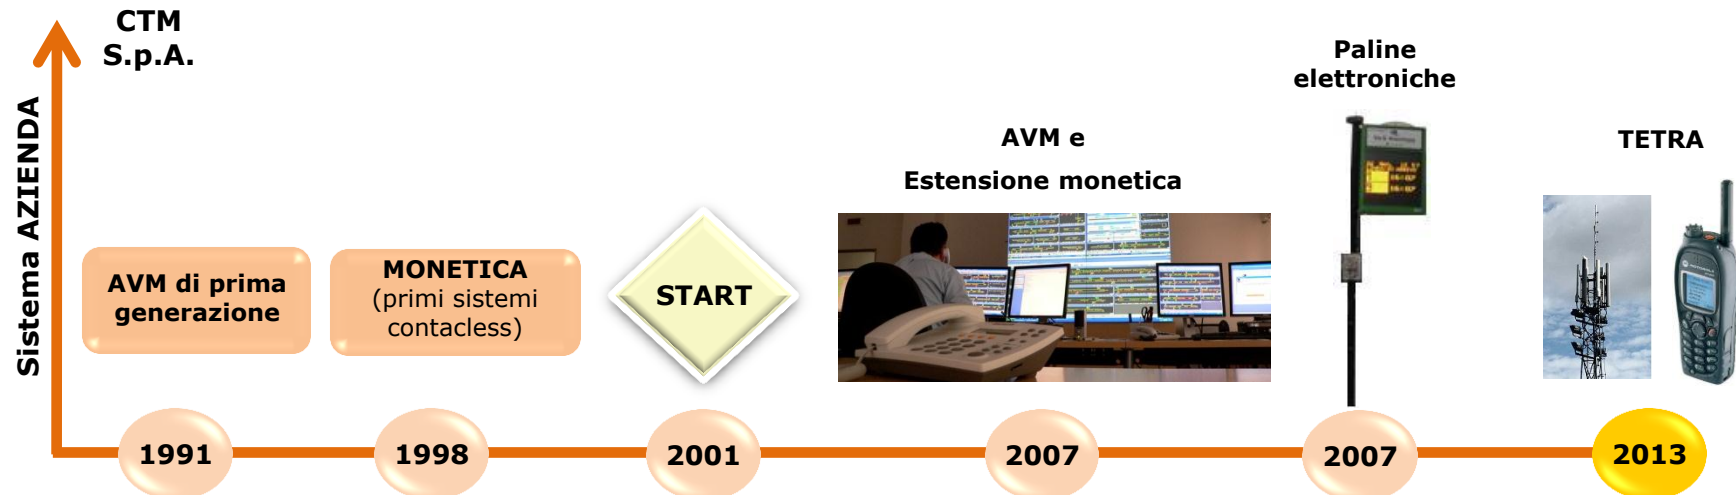 CTM
S.p.A.
Sistema AZIENDA
AVM di prima
generazione
MONETICA
(primi sistemi
contacless)
START
AVM e
Estensione monetica
Paline
elettroniche
TETRA
1991
1998
2001
2007
2007
2013